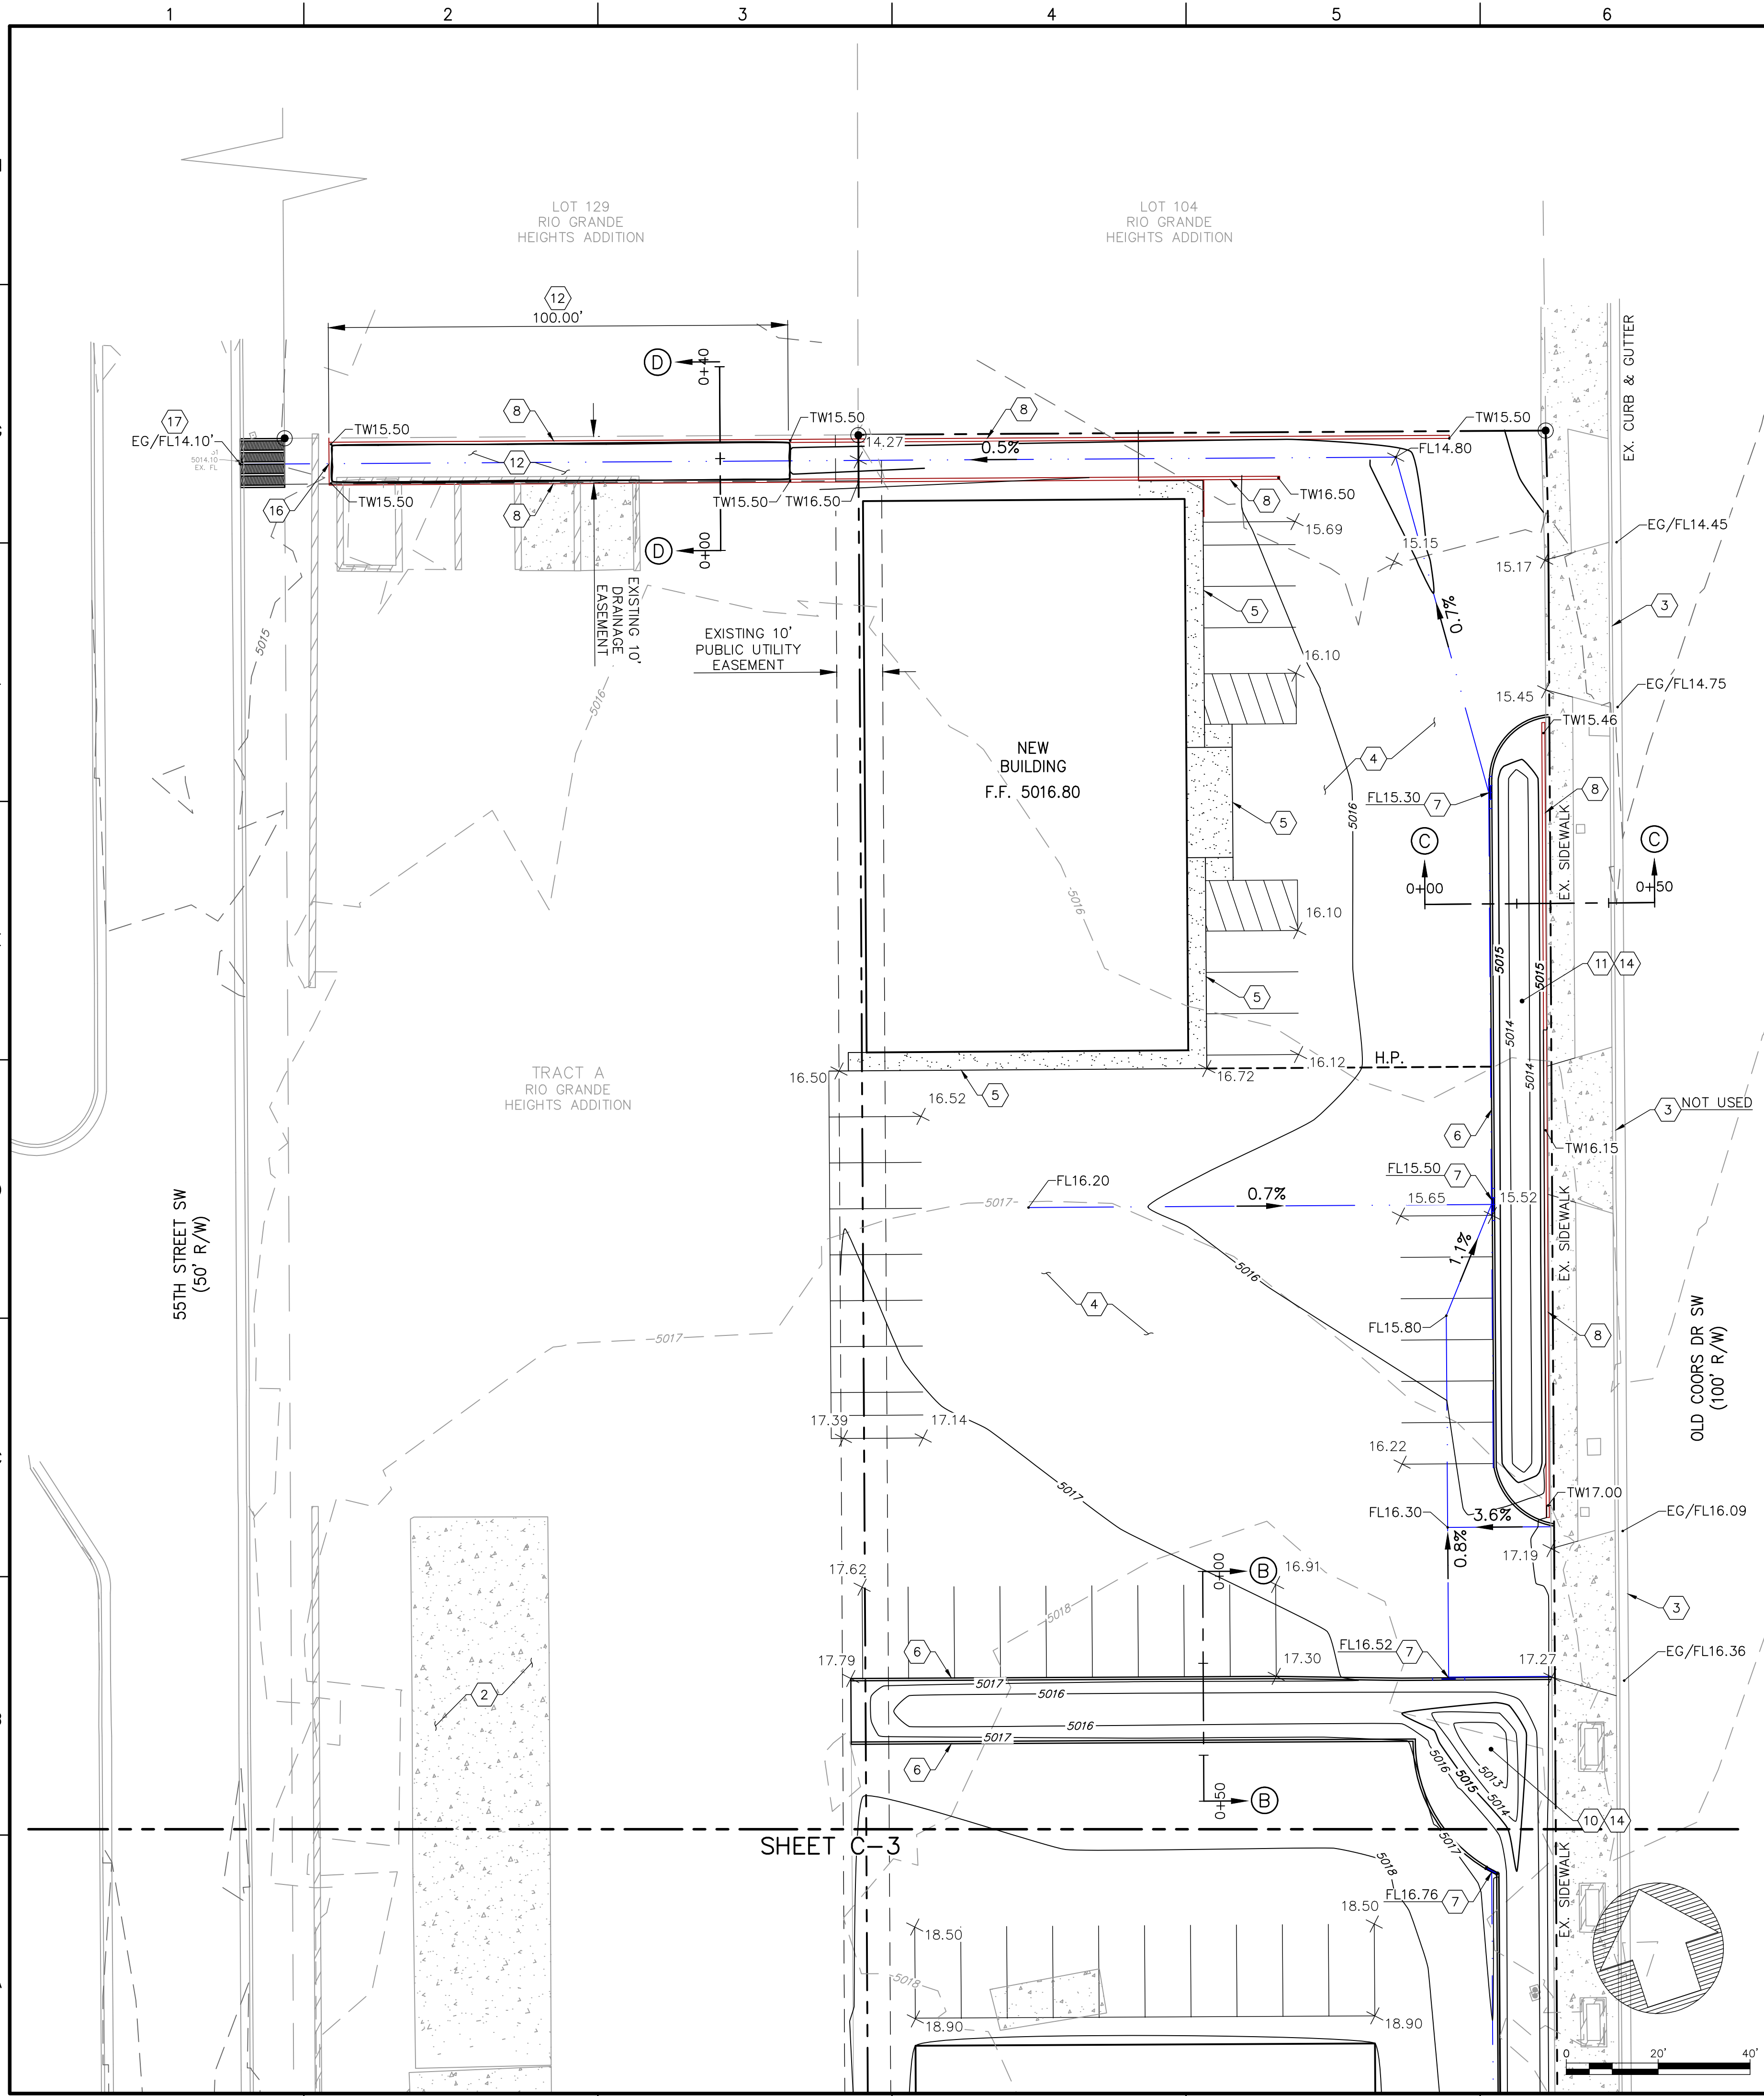 1
2
3
4
5
6
LOT 129
RIO GRANDE
HEIGHTS ADDITION
LOT 104
RIO GRANDE
HEIGHTS ADDITION
12
100.00'
D
0+40
EX. CURB & GUTTER
17
EG/FL14.10'
5014.10
EX. FL
8
TW15.50
TW15.50
14.27
8
0.5%
TW15.50
FL14.80
12
16
TW15.50
8
TW15.50
TW16.50
8
TW16.50
D
0+00
15.69
15.15
15.17
EG/FL14.45
3
5015
EXISTING 10'
DRAINAGE
EASEMENT
EXISTING 10'
PUBLIC UTILITY
EASEMENT
5
0.7%
16.10
15.45
EG/FL14.75
TW15.46
5016
NEW
BUILDING
F.F. 5016.80
4
FL15.30
7
8
5
5016
EX. SIDEWALK
C
0+00
C
0+50
5016
16.10
5015
5015
11
14
5014
5014
5
H.P.
TRACT A
RIO GRANDE
HEIGHTS ADDITION
16.50
16.52
5
16.72
16.12
3
NOT USED
6
TW16.15
FL15.50
7
FL16.20
0.7%
15.65
15.52
5017
EX. SIDEWALK
55TH STREET SW
(50' R/W)
1.1%
5016
4
FL15.80
8
5017
OLD COORS DR SW
(100' R/W)
17.39
17.14
16.22
5017
TW17.00
FL16.30
3.6%
EG/FL16.09
0.8%
17.19
17.62
0+00
B
16.91
5018
3
6
17.79
17.30
FL16.52
7
17.27
EG/FL16.36
2
5017
5016
5016
5017
6
5016
5015
5013
5014
0+50
B
10
14
SHEET C-3
5017
5018
EX. SIDEWALK
FL16.76
7
18.50
18.50
5018
18.90
18.90
0
20'
40'